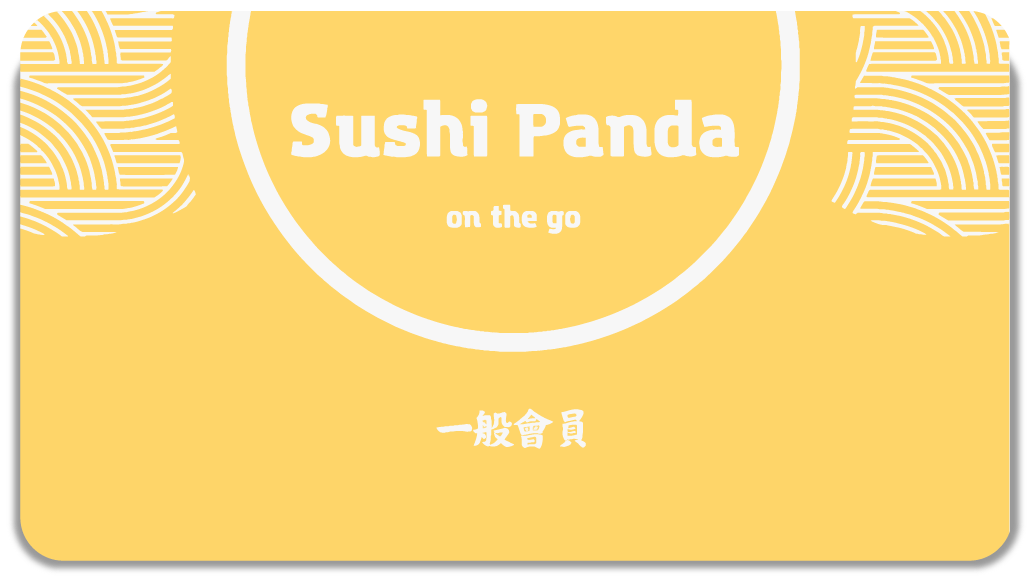 Sushi Panda
on the go
一般會員